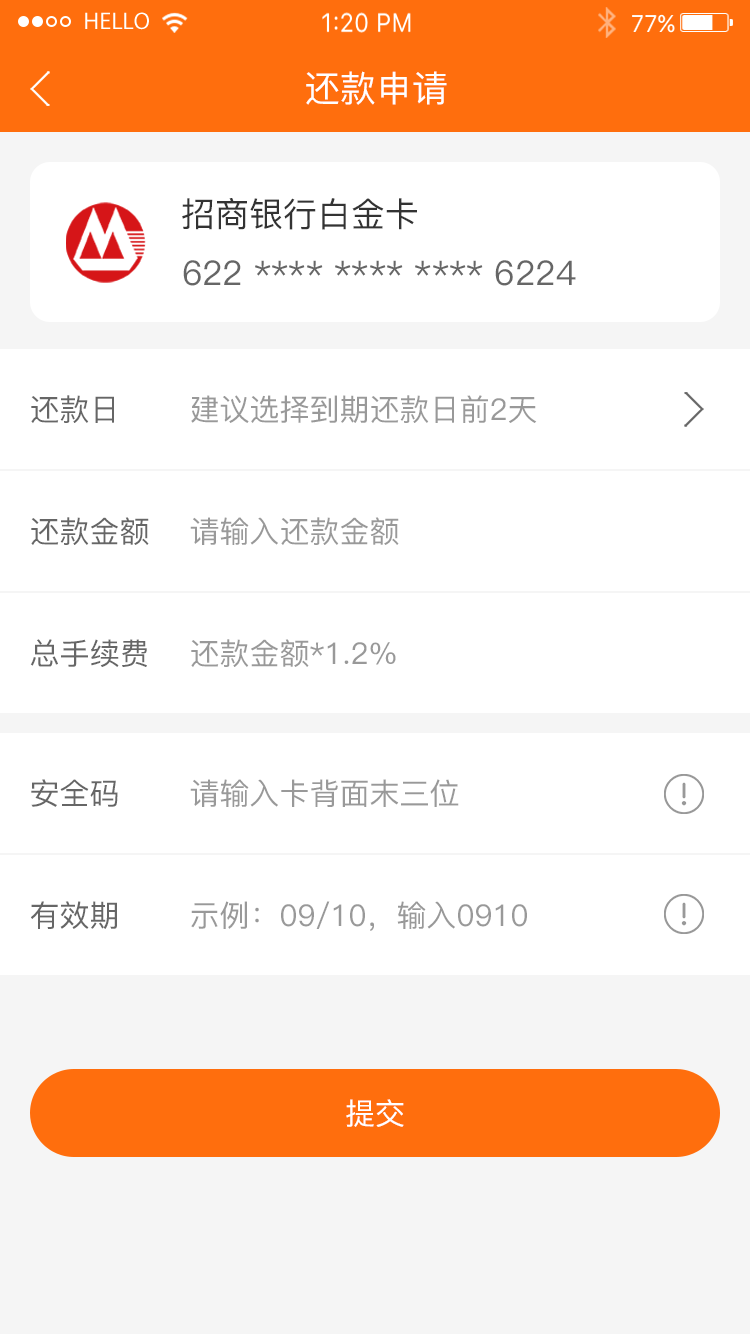 HELLO 1:20 PM 77%
还款申请
招商银行白金卡
622 **** **** **** 6224
还款日 建议选择到期还款日前2天
还款金额 请输入还款金额
总手续费 还款金额*1.2%
安全码 请输入卡背面末三位
有效期 示例：09/10，输入0910
提交